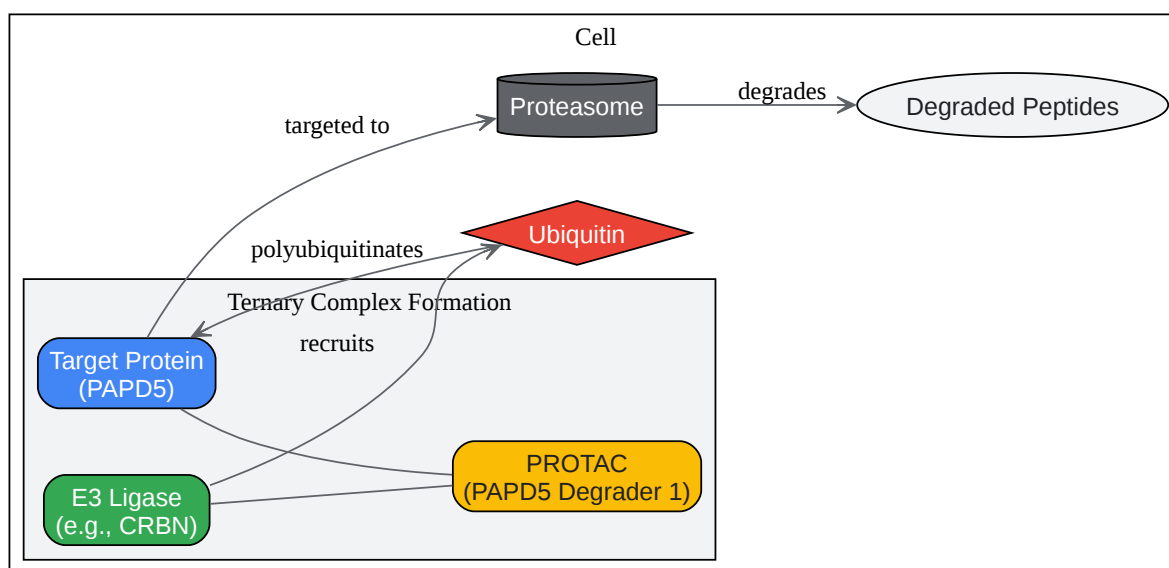 Cell
Proteasome
degrades
Degraded Peptides
targeted to
Ubiquitin
polyubiquitinates
Ternary Complex Formation
recruits
Target Protein
(PAPD5)
PROTAC
(PAPD5 Degrader 1)
E3 Ligase
(e.g., CRBN)